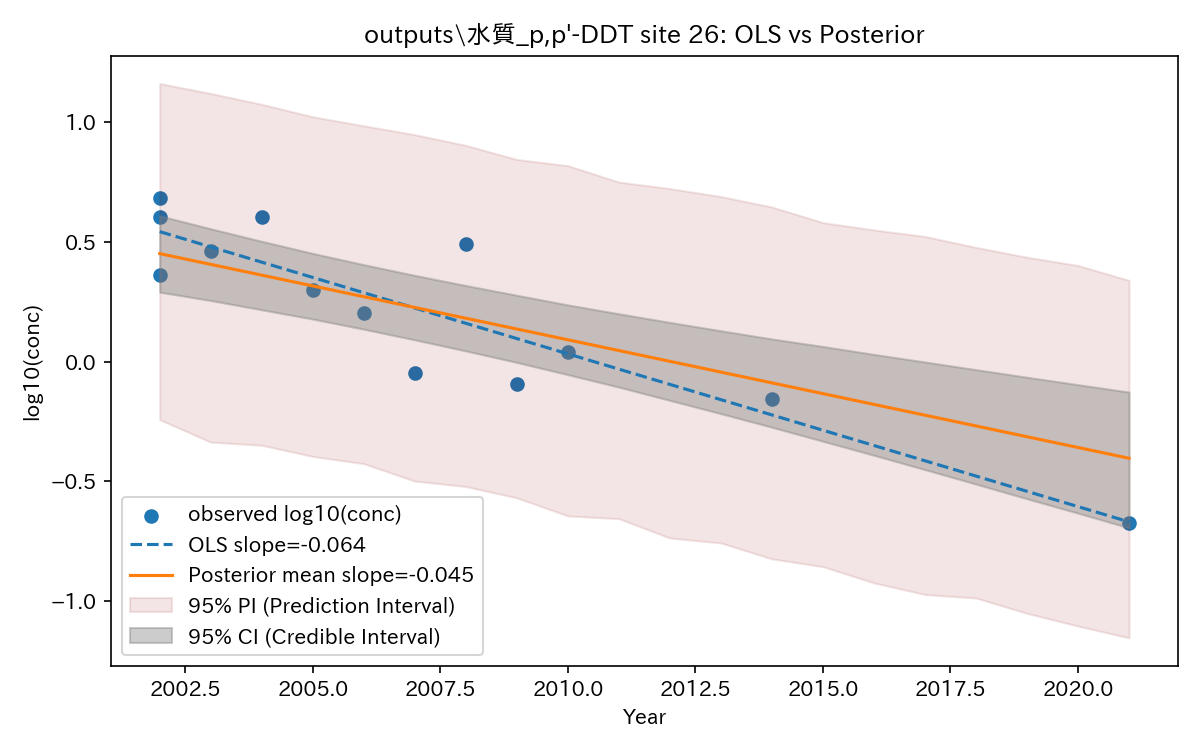 outputs\水質_p,p'-DDT site 26: OLS vs Posterior
log10(conc)
1.0
0.5
0.0
−0.5
−1.0
observed log10(conc)
OLS slope=-0.064
Posterior mean slope=-0.045
95% PI (Prediction Interval)
95% CI (Credible Interval)
2002.5 2005.0 2007.5 2010.0 2012.5 2015.0 2017.5 2020.0
Year